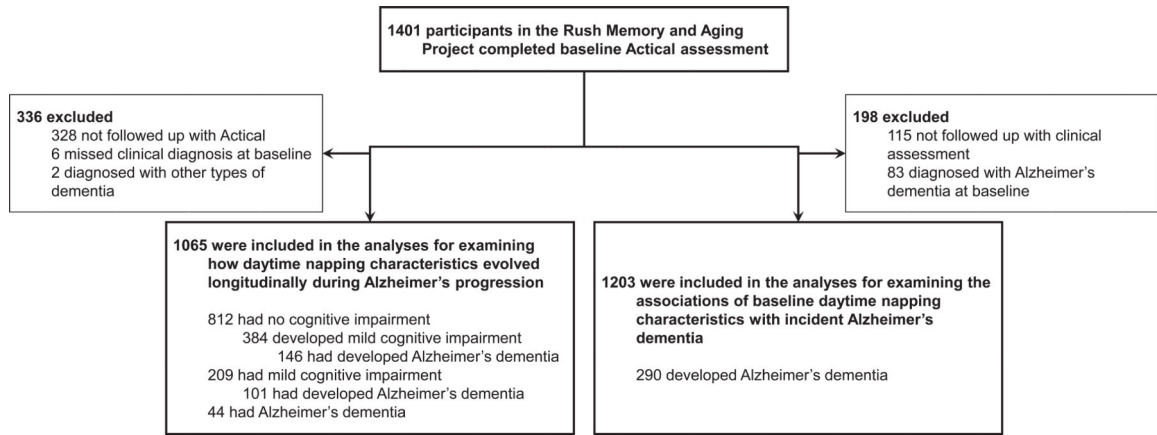 1401 participants in the Rush Memory and Aging
Project completed baseline Actical assessment
336 excluded
328 not followed up with Actical
6 missed clinical diagnosis at baseline
2 diagnosed with other types of
dementia
198 excluded
115 not followed up with clinical
assessment
83 diagnosed with Alzheimer's
dementia at baseline
1065 were included in the analyses for examining
how daytime napping characteristics evolved
longitudinally during Alzheimer's progression
812 had no cognitive impairment
384 developed mild cognitive impairment
146 had developed Alzheimer's dementia
209 had mild cognitive impairment
101 had developed Alzheimer's dementia
44 had Alzheimer's dementia
1203 were included in the analyses for examining the
associations of baseline daytime napping
characteristics with incident Alzheimer's
dementia
290 developed Alzheimer's dementia